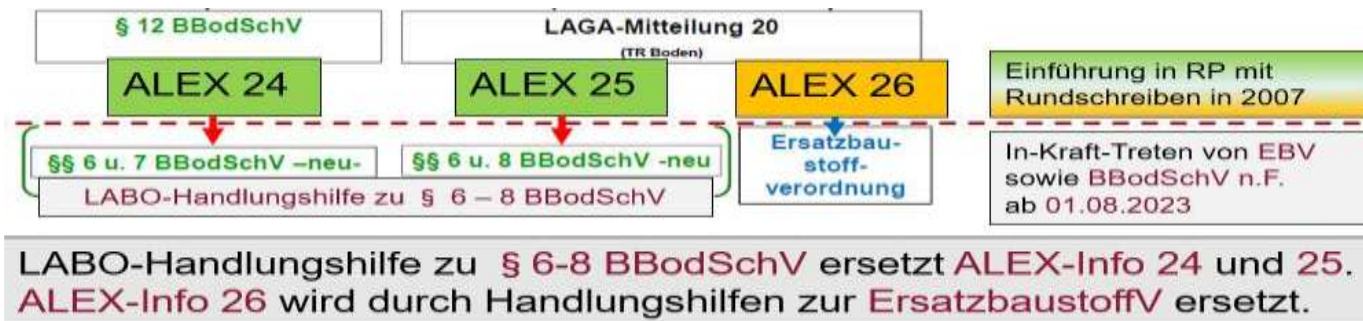 § 12 BBodSchV
LAGA-Mitteilung 20
(TR Boden)
ALEX 24
ALEX 25
ALEX 26
Einführung in RP mit
Rundschreiben in 2007
§§ 6 u. 7 BBodSchV –neu-
§§ 6 u. 8 BBodSchV -neu
Ersatzbau-
stoff-
verordnung
LABO-Handlungshilfe zu § 6 – 8 BBodSchV
In-Kraft-Treten von EBV
sowie BBodSchV n.F.
ab 01.08.2023
LABO-Handlungshilfe zu § 6-8 BBodSchV ersetzt ALEX-Info 24 und 25.
ALEX-Info 26 wird durch Handlungshilfen zur ErsatzbaustoffV ersetzt.